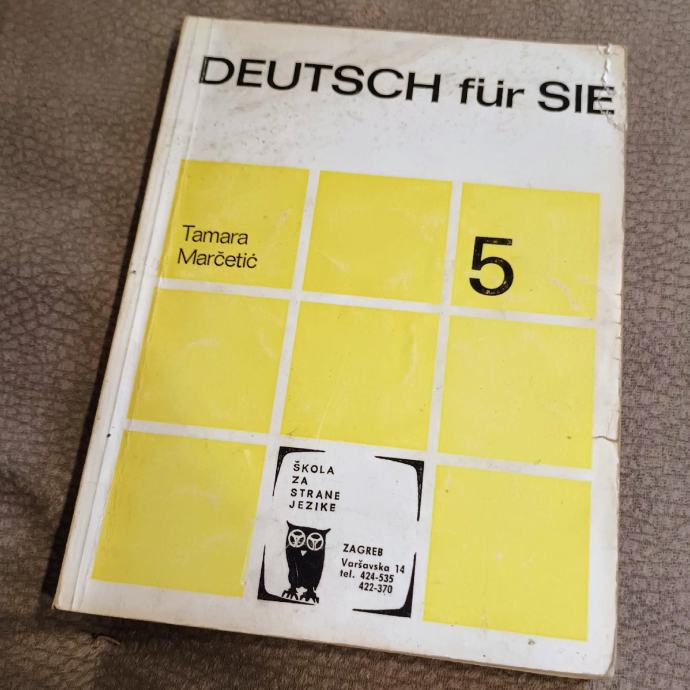 DEUTSCH für SIE
Tamara
Marčetić
5
ŠKOLA
ZA
STRANE
JEZIKE
ZAGREB
Varšavska 14
tel. 424-535
422-370